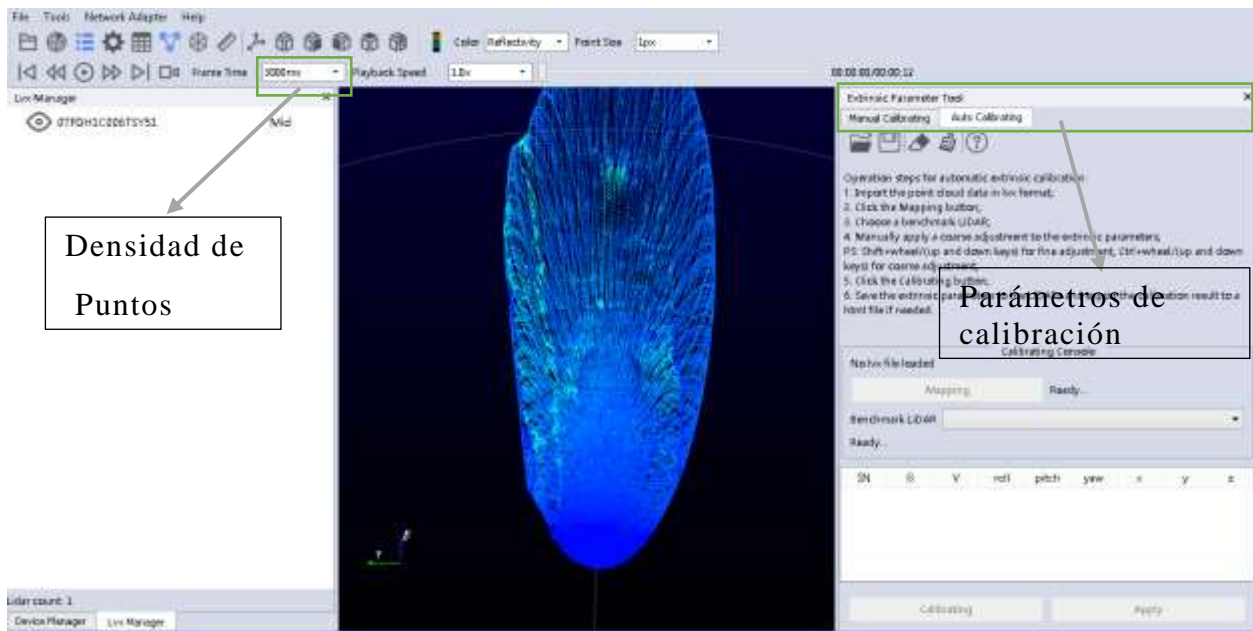 File Tools Network Adapter Help
Color Reflectivity Point Size 1px
Frame Time 3000ms Playback Speed 1.0x 00:00:00/00:00:12
Lvx Manager
Mid
Densidad de
Puntos
Lidar count: 1
Device Manager Lvx Manager
Extrinsic Parameter Tool
Manual Calibrating Auto Calibrating
Operation steps for automatic extrinsic calibration:
1. Import the point cloud data in lvx format;
2. Click the Mapping button;
3. Choose a benchmark LiDAR;
4. Manually apply a coarse adjustment to the extrinsic parameters,
PS: Shift+wheel/(up and down keys) for fine adjustment, Ctrl+wheel/(up and down
keys) for coarse adjustment;
5. Click the Calibrating button;
6. Save the extrinsic result to a
html file if needed.
Parámetros de
calibración
Calibrating Console
No lvx file loaded
Mapping Ready...
Benchmark LiDAR
Ready...
SN V roll pitch yaw x y z
Calibrating Apply